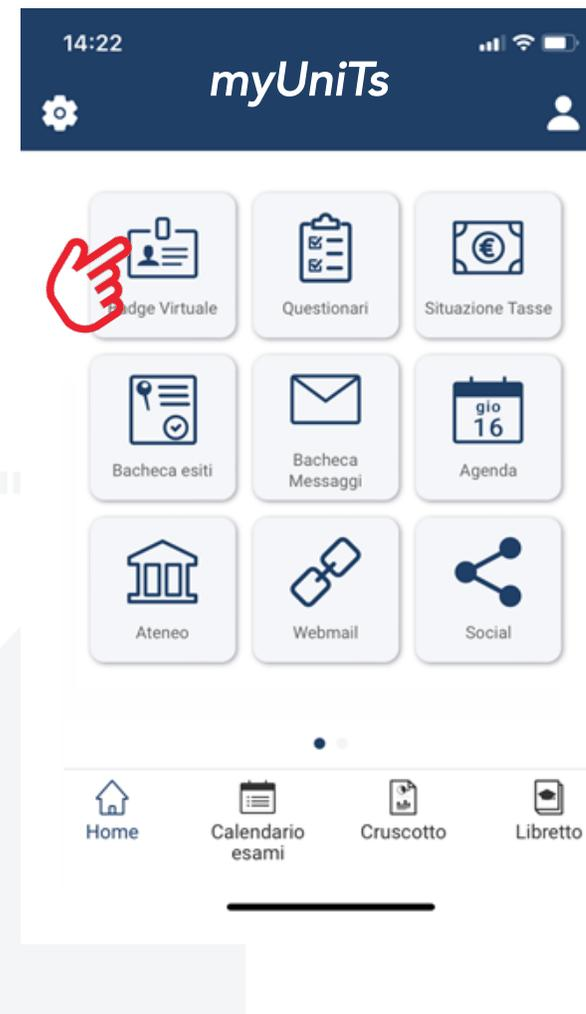 14:22
myUniTs
Badge Virtuale
Questionari
Situazione Tasse
Bacheca esiti
Bacheca
Messaggi
gio
16
Agenda
Ateneo
Webmail
Social
Home
Calendario
esami
Cruscotto
Libretto